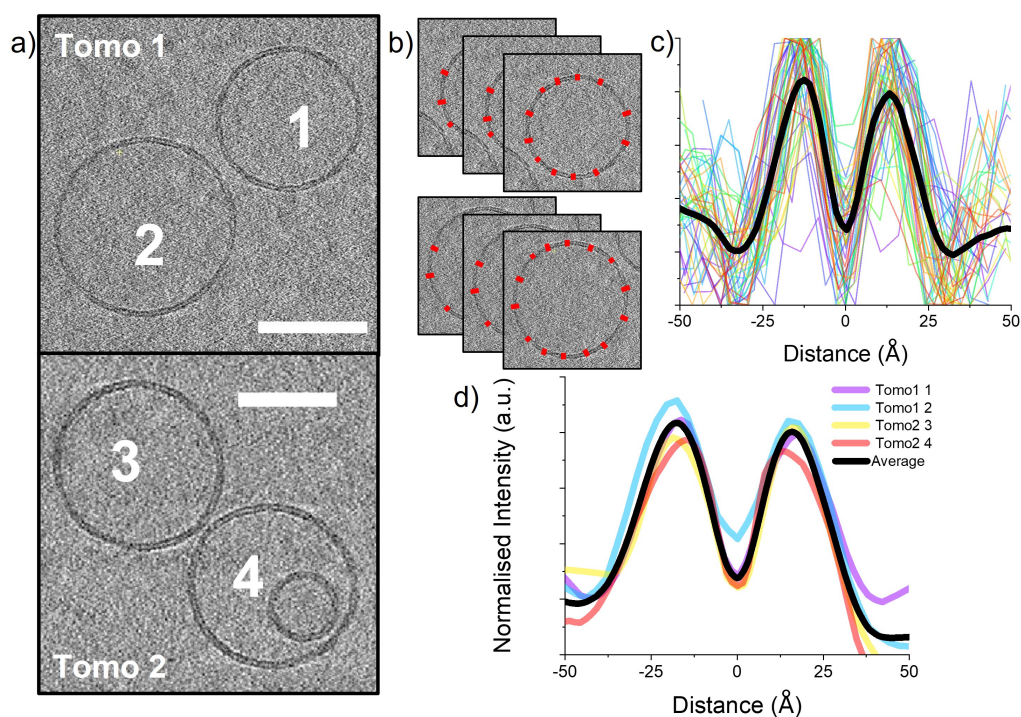 a)
Tomo 1
1
2
3
4
Tomo 2
b)
c)
-50 -25 0 25 50
Distance (Å)
d)
Normalised Intensity (a.u.)
Tomo1 1
Tomo1 2
Tomo2 3
Tomo2 4
Average
-50 -25 0 25 50
Distance (Å)